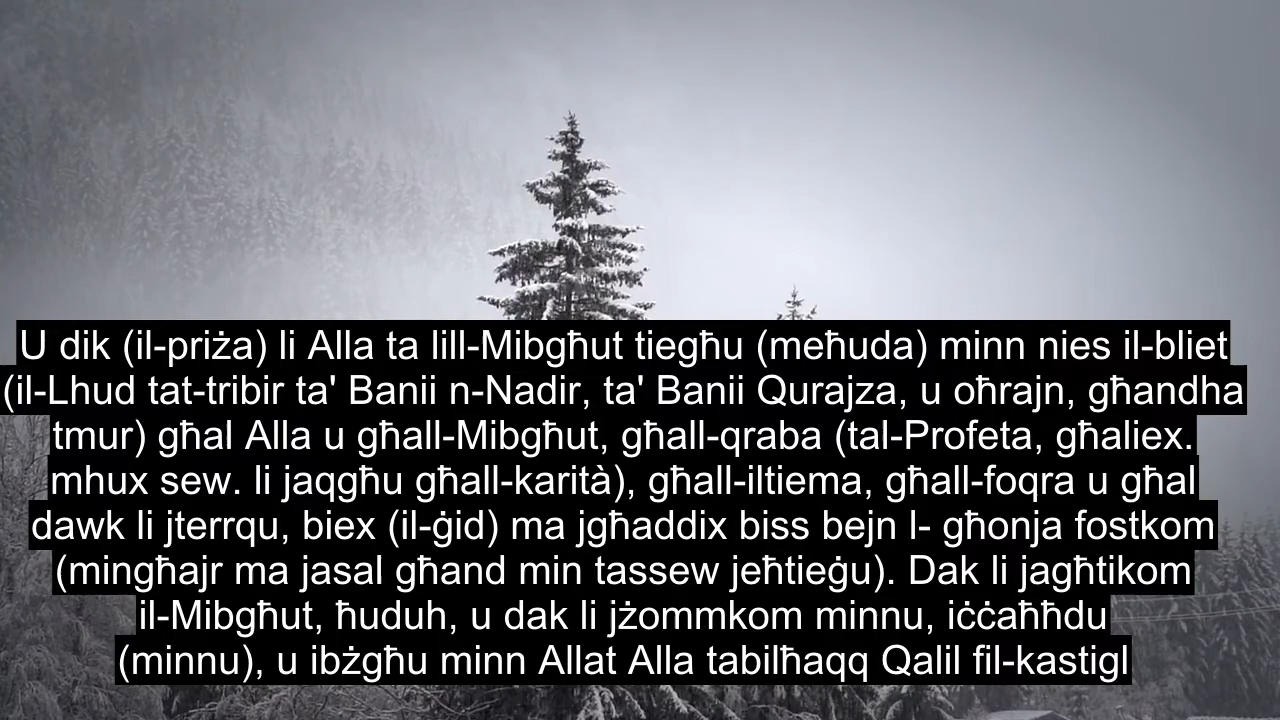 U dik (il-priża) li Alla ta lill-Mibgħut tiegħu (meħuda) minn nies il-bliet
(il-Lhud tat-tribir ta' Banii n-Nadir, ta' Banii Qurajza, u oħrajn, għandha
tmur) għal Alla u għall-Mibgħut, għall-qraba (tal-Profeta, għaliex.
mhux sew. li jaqgħu għall-karità), għall-iltiema, għall-foqra u għal
dawk li jterrqu, biex (il-ġid) ma jgħaddix biss bejn l- għonja fostkom
(mingħajr ma jasal għand min tassew jeħtieġu). Dak li jagħtikom
il-Mibgħut, ħuduh, u dak li jżommkom minnu, iċċaħħdu
(minnu), u ibżgħu minn Allat Alla tabilħaqq Qalil fil-kastigl